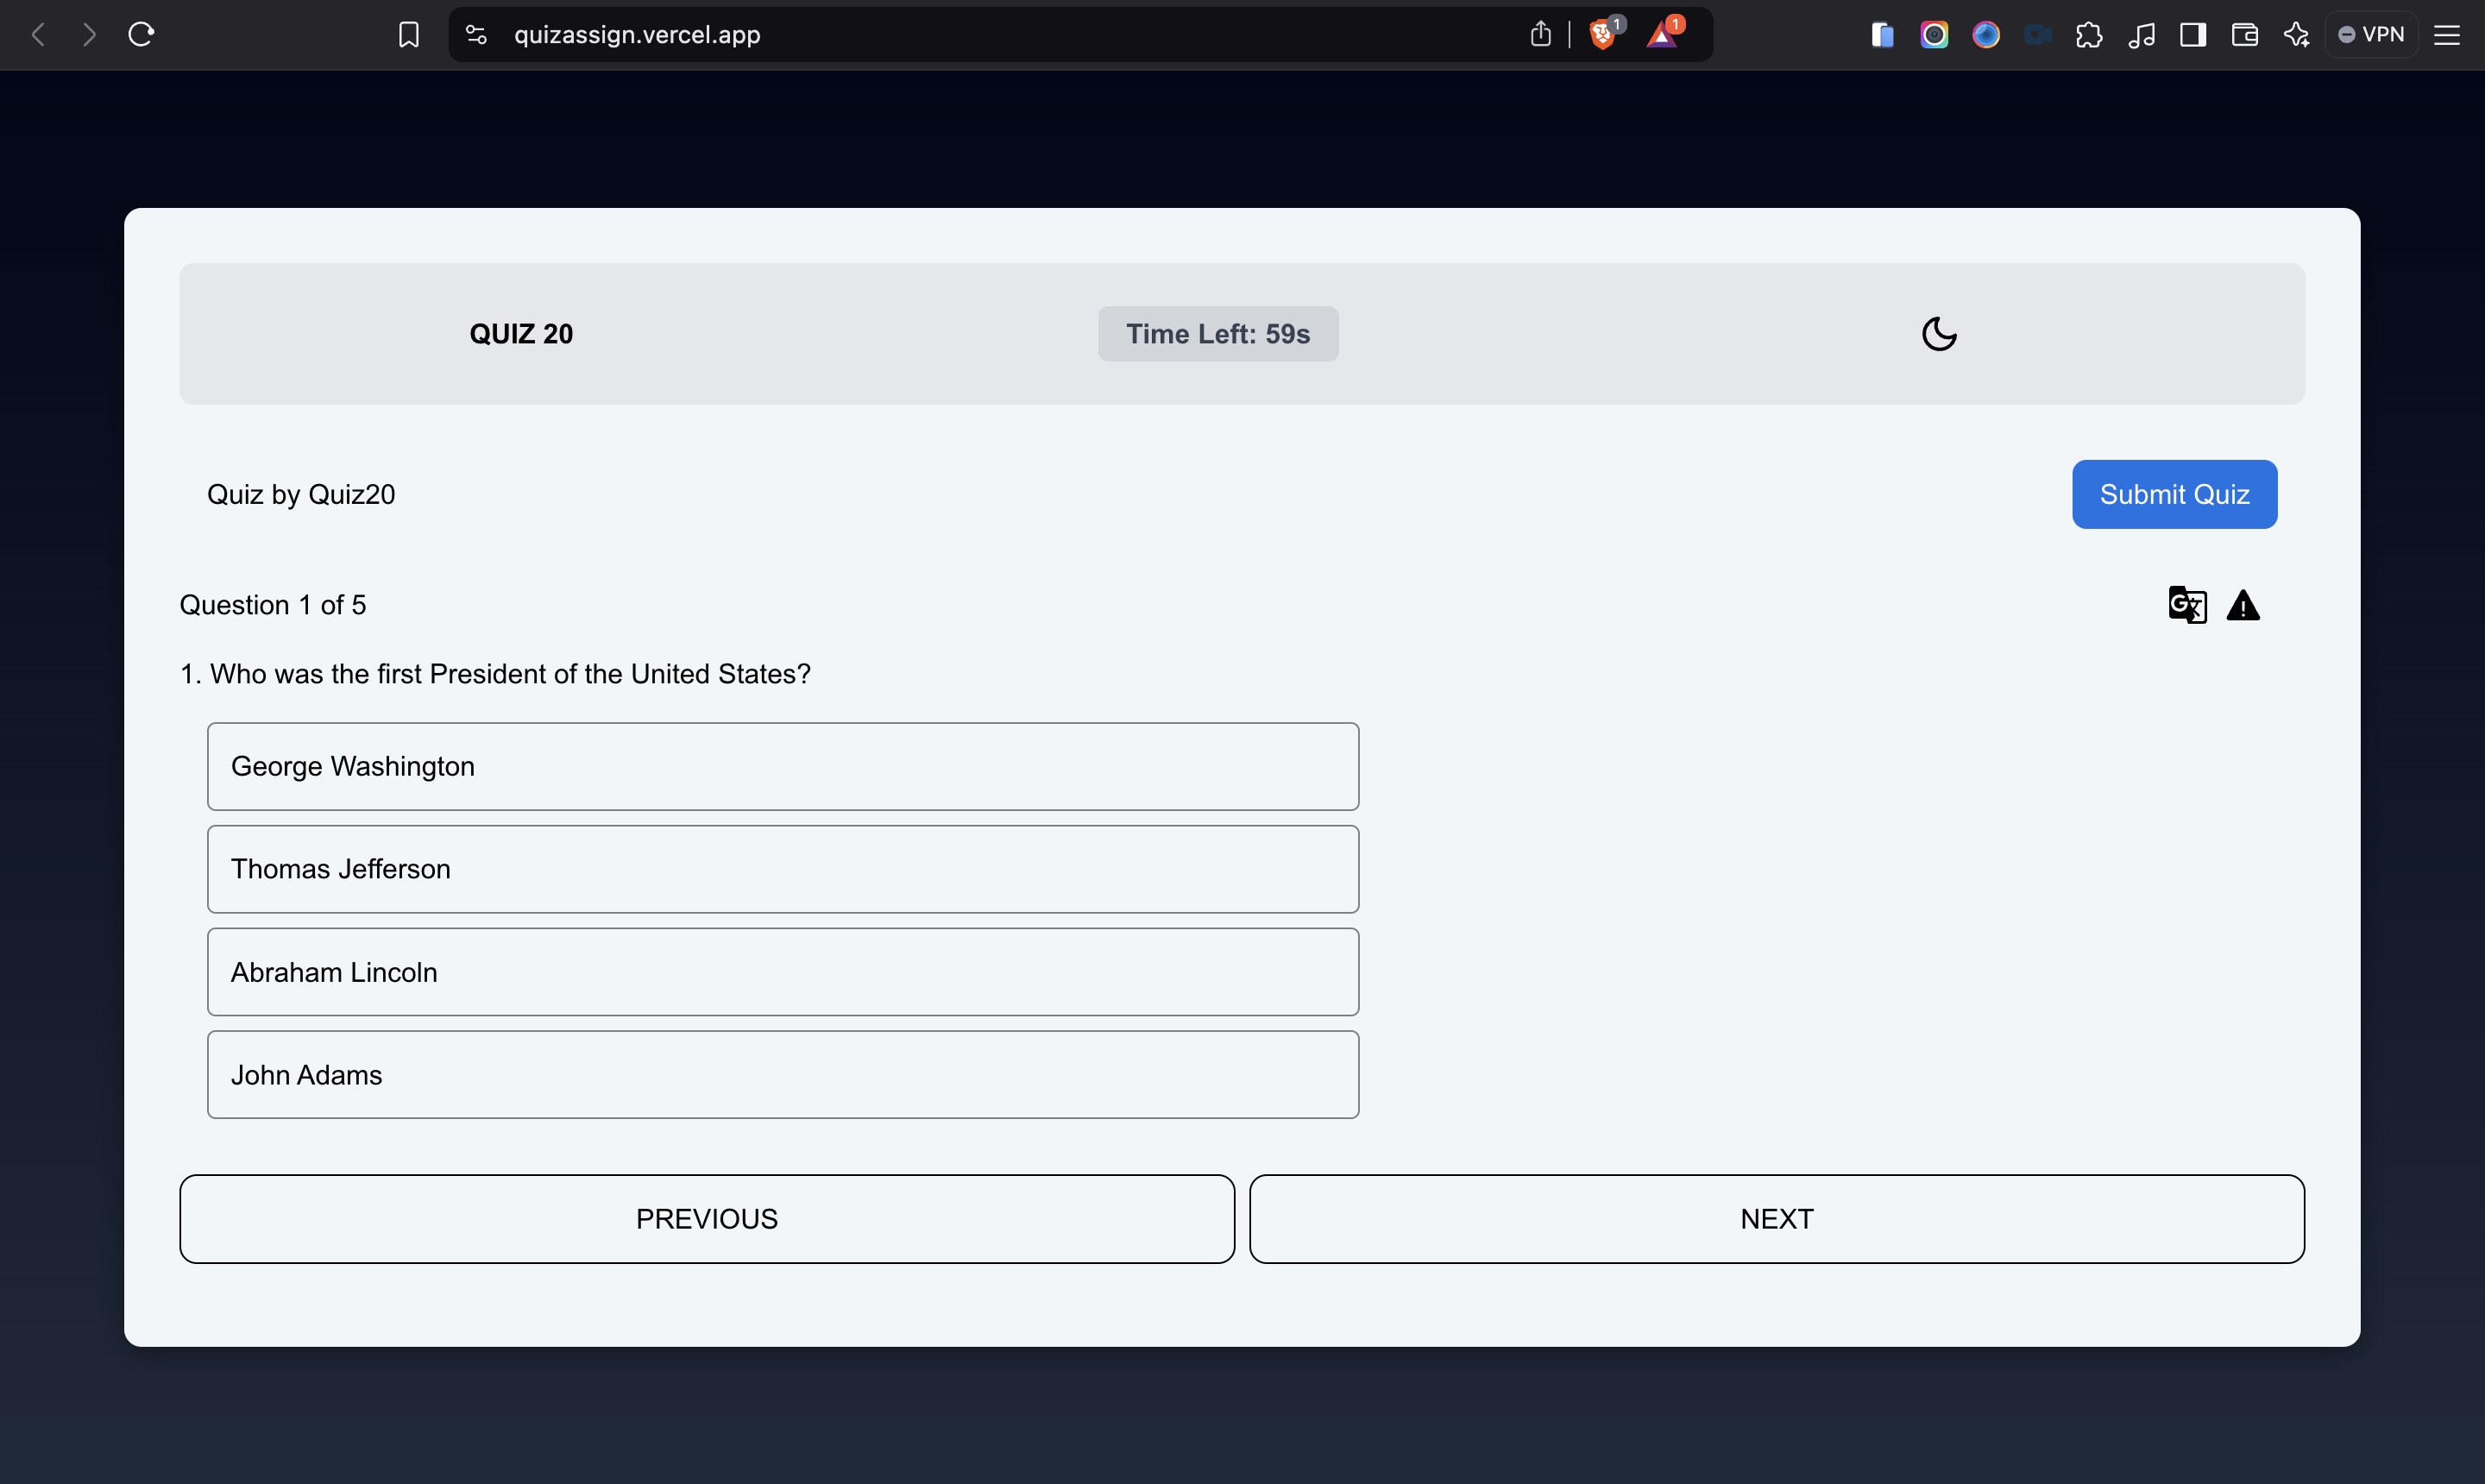 quizassign.vercel.app
1
1
VPN
QUIZ 20
Time Left: 59s
Quiz by Quiz20
Submit Quiz
Question 1 of 5
G文
1. Who was the first President of the United States?
George Washington
Thomas Jefferson
Abraham Lincoln
John Adams
PREVIOUS
NEXT